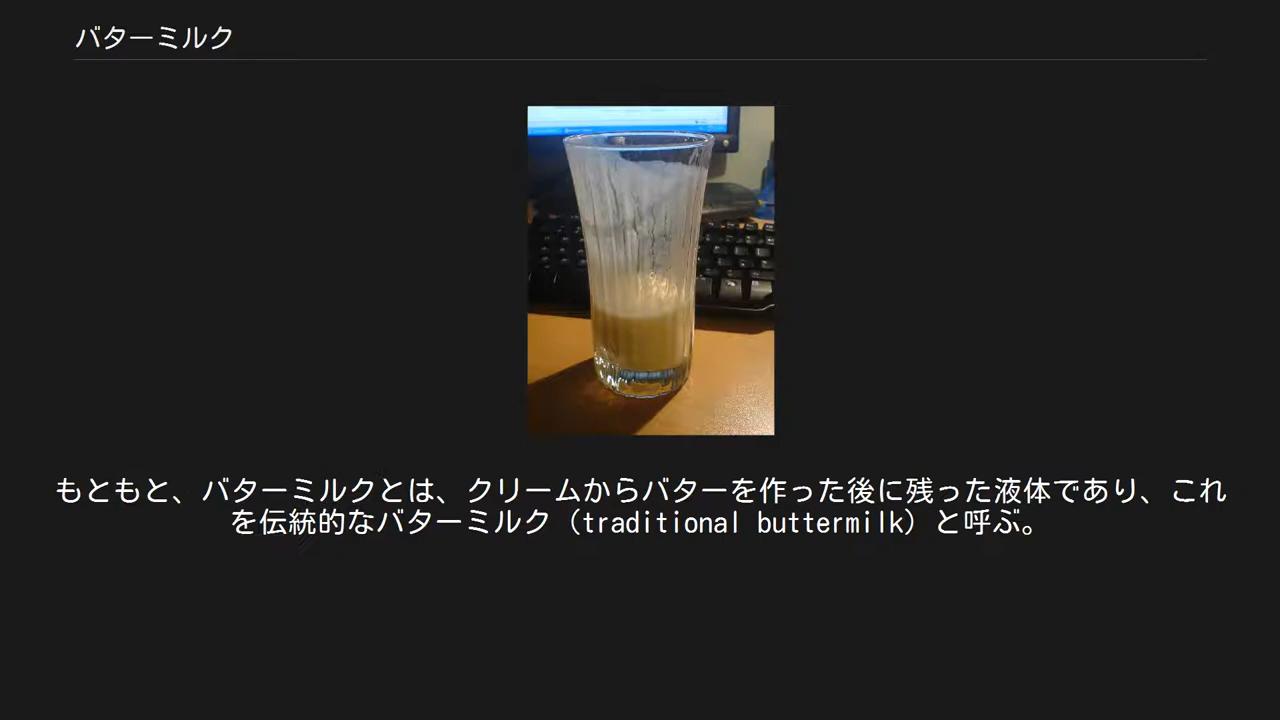 バターミルク
もともと、バターミルクとは、クリームからバターを作った後に残った液体であり、これ
を伝統的なバターミルク（traditional buttermilk）と呼ぶ。